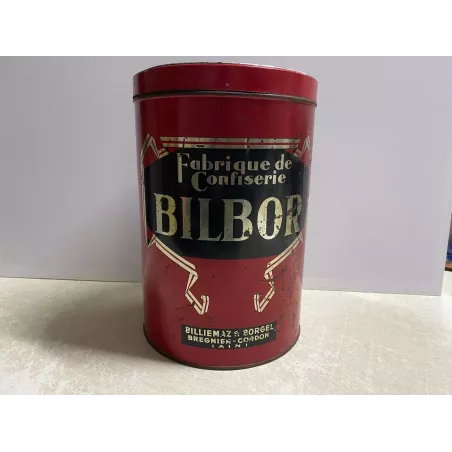 Fabrique de
Confiserie
BILBOR
BILLIEMAZ & BORGEL
BREGNIER-CORDON
(AIN)